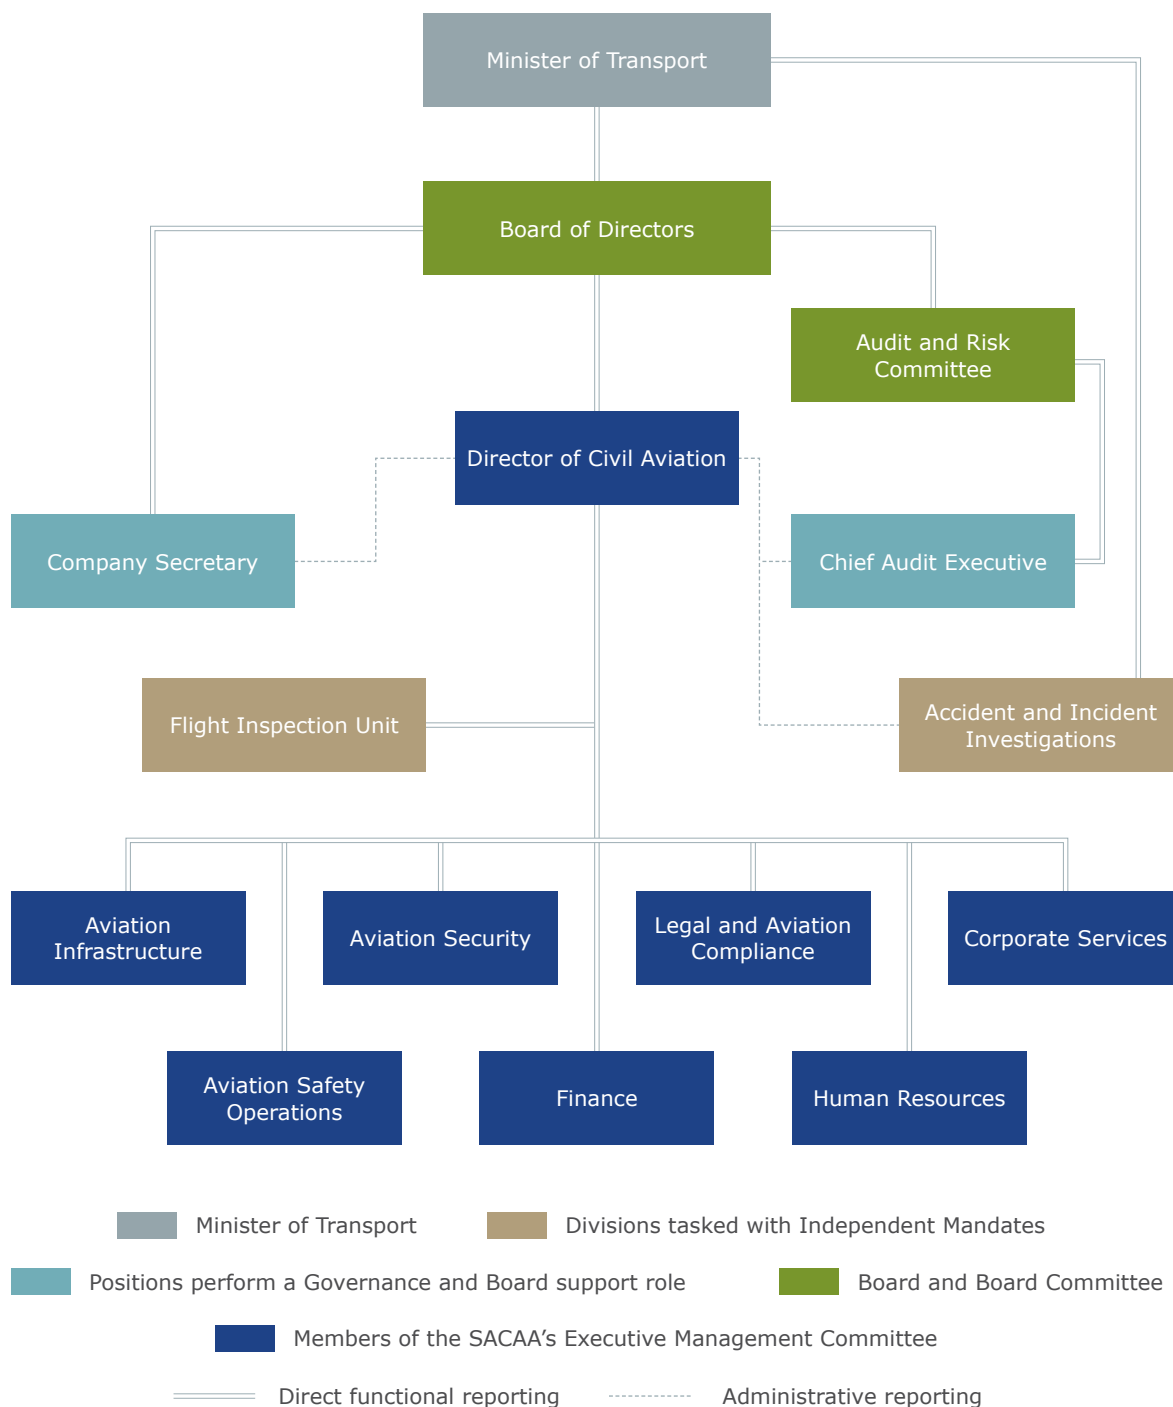 Minister of Transport
Board of Directors
Audit and Risk
Committee
Director of Civil Aviation
Company Secretary
Chief Audit Executive
Flight Inspection Unit
Accident and Incident
Investigations
Aviation
Infrastructure
Aviation Security
Legal and Aviation
Compliance
Corporate Services
Aviation Safety
Operations
Finance
Human Resources
Minister of Transport
Divisions tasked with Independent Mandates
Positions perform a Governance and Board support role
Board and Board Committee
Members of the SACAA’s Executive Management Committee
Direct functional reporting
Administrative reporting